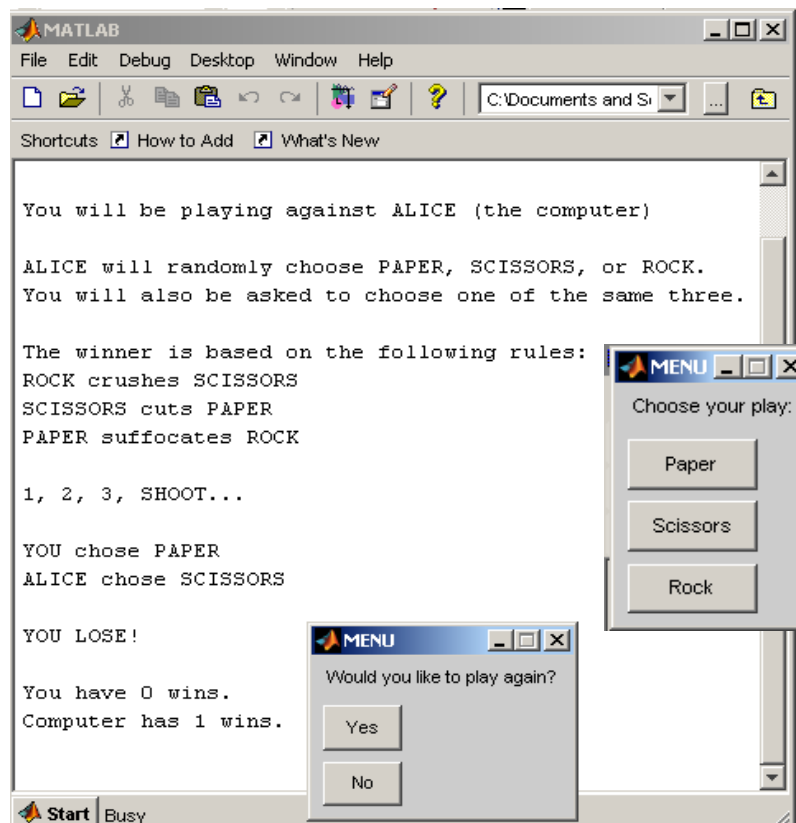 MATLAB
File Edit Debug Desktop Window Help
C:\Documents and S
...
Shortcuts How to Add What's New
You will be playing against ALICE (the computer)
ALICE will randomly choose PAPER, SCISSORS, or ROCK.
You will also be asked to choose one of the same three.
The winner is based on the following rules:
ROCK crushes SCISSORS
SCISSORS cuts PAPER
PAPER suffocates ROCK
1, 2, 3, SHOOT...
YOU chose PAPER
ALICE chose SCISSORS
YOU LOSE!
You have 0 wins.
Computer has 1 wins.
MENU
Choose your play:
Paper
Scissors
Rock
MENU
Would you like to play again?
Yes
No
Start Busy